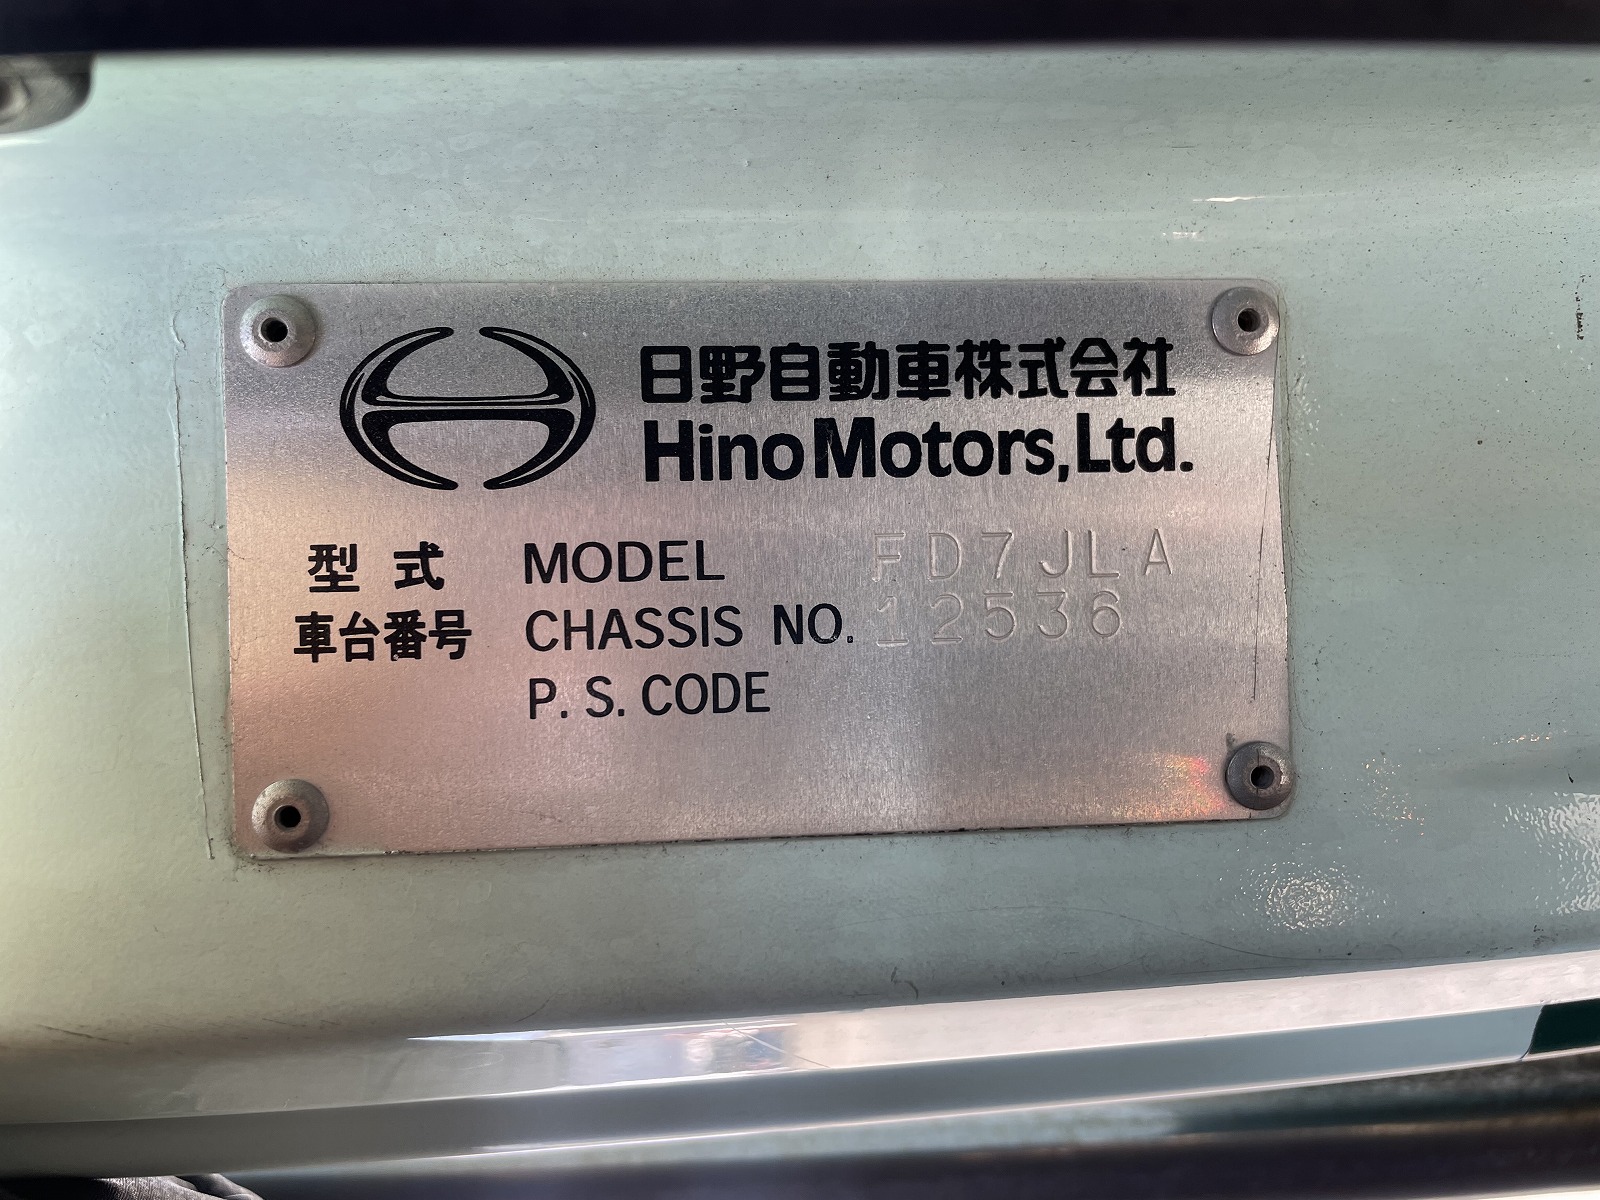 日野自動車株式会社
Hino Motors, Ltd.
型式 MODEL FD7JLA
車台番号 CHASSIS NO. 12536
P. S. CODE